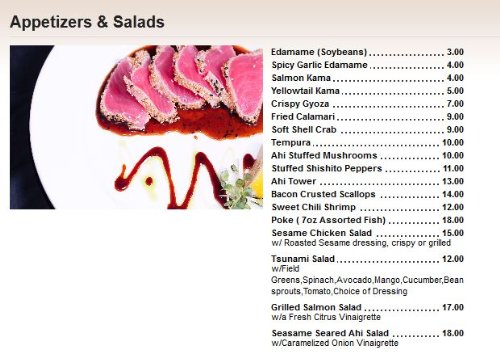 Appetizers & Salads
Edamame (Soybeans) 3.00
Spicy Garlic Edamame 4.00
Salmon Kama 4.00
Yellowtail Kama 5.00
Crispy Gyoza 7.00
Fried Calamari 9.00
Soft Shell Crab 9.00
Tempura 10.00
Ahi Stuffed Mushrooms 10.00
Stuffed Shishito Peppers 11.00
Ahi Tower 13.00
Bacon Crusted Scallops 14.00
Sweet Chili Shrimp 12.00
Poke ( 7oz Assorted Fish) 18.00
Sesame Chicken Salad 15.00
w/ Roasted Sesame dressing, crispy or grilled
Tsunami Salad 12.00
w/Field
Greens,Spinach,Avocado,Mango,Cucumber,Bean
sprouts,Tomato,Choice of Dressing
Grilled Salmon Salad 17.00
w/a Fresh Citrus Vinaigrette
Seasame Seared Ahi Salad 18.00
w/Caramelized Onion Vinaigrette